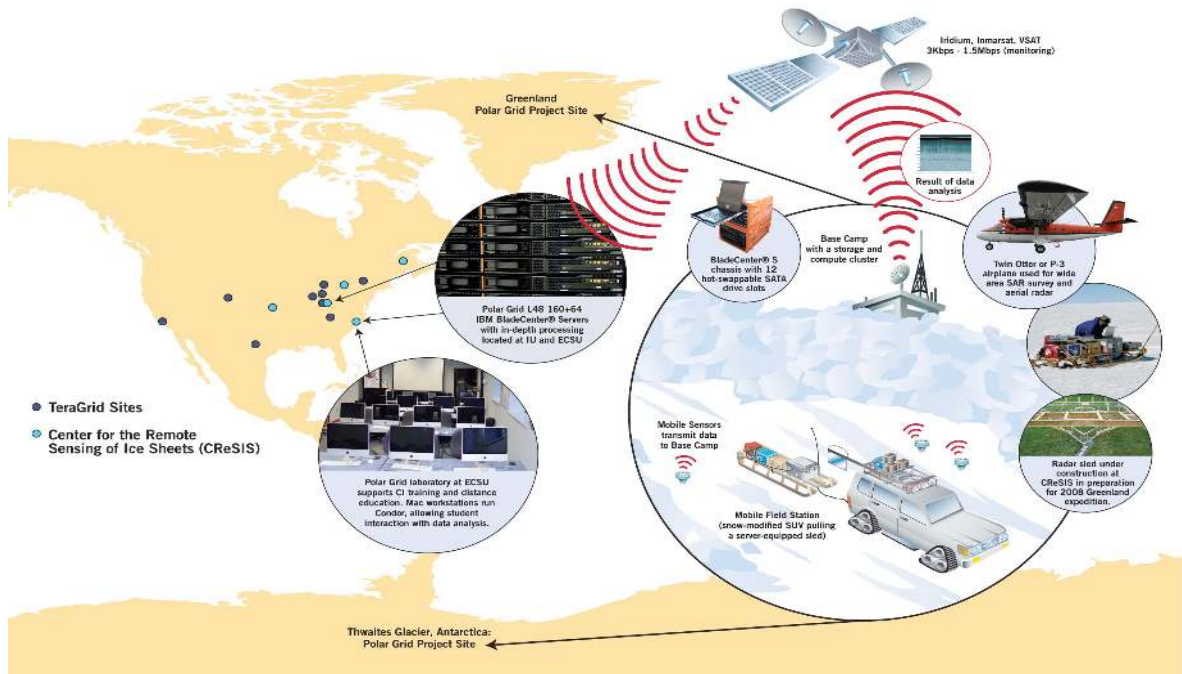 Iridium, Inmarsat, VSAT
3Kbps - 1.5Mbps (monitoring)
Greenland
Polar Grid Project Site
Result of data
analysis
BladeCenter® S
chassis with 12
hot-swappable SATA
drive slots
Base Camp
with a storage and
compute cluster
Twin Otter or P-3
airplane used for wide
area SAR survey and
aerial radar
Polar Grid L48 160+64
IBM BladeCenter® Servers
with in-depth processing
located at IU and ECSU
TeraGrid Sites
Center for the Remote
Sensing of Ice Sheets (CReSIS)
Polar Grid laboratory at ECSU
supports CI training and distance
education. Mac workstations run
Condor, allowing student
interaction with data analysis.
Mobile Sensors
transmit data
to Base Camp
Mobile Field Station
(snow-modified SUV pulling
a server-equipped sled)
Radar sled under
construction at
CReSIS in preparation
for 2008 Greenland
expedition.
Thwaites Glacier, Antarctica:
Polar Grid Project Site